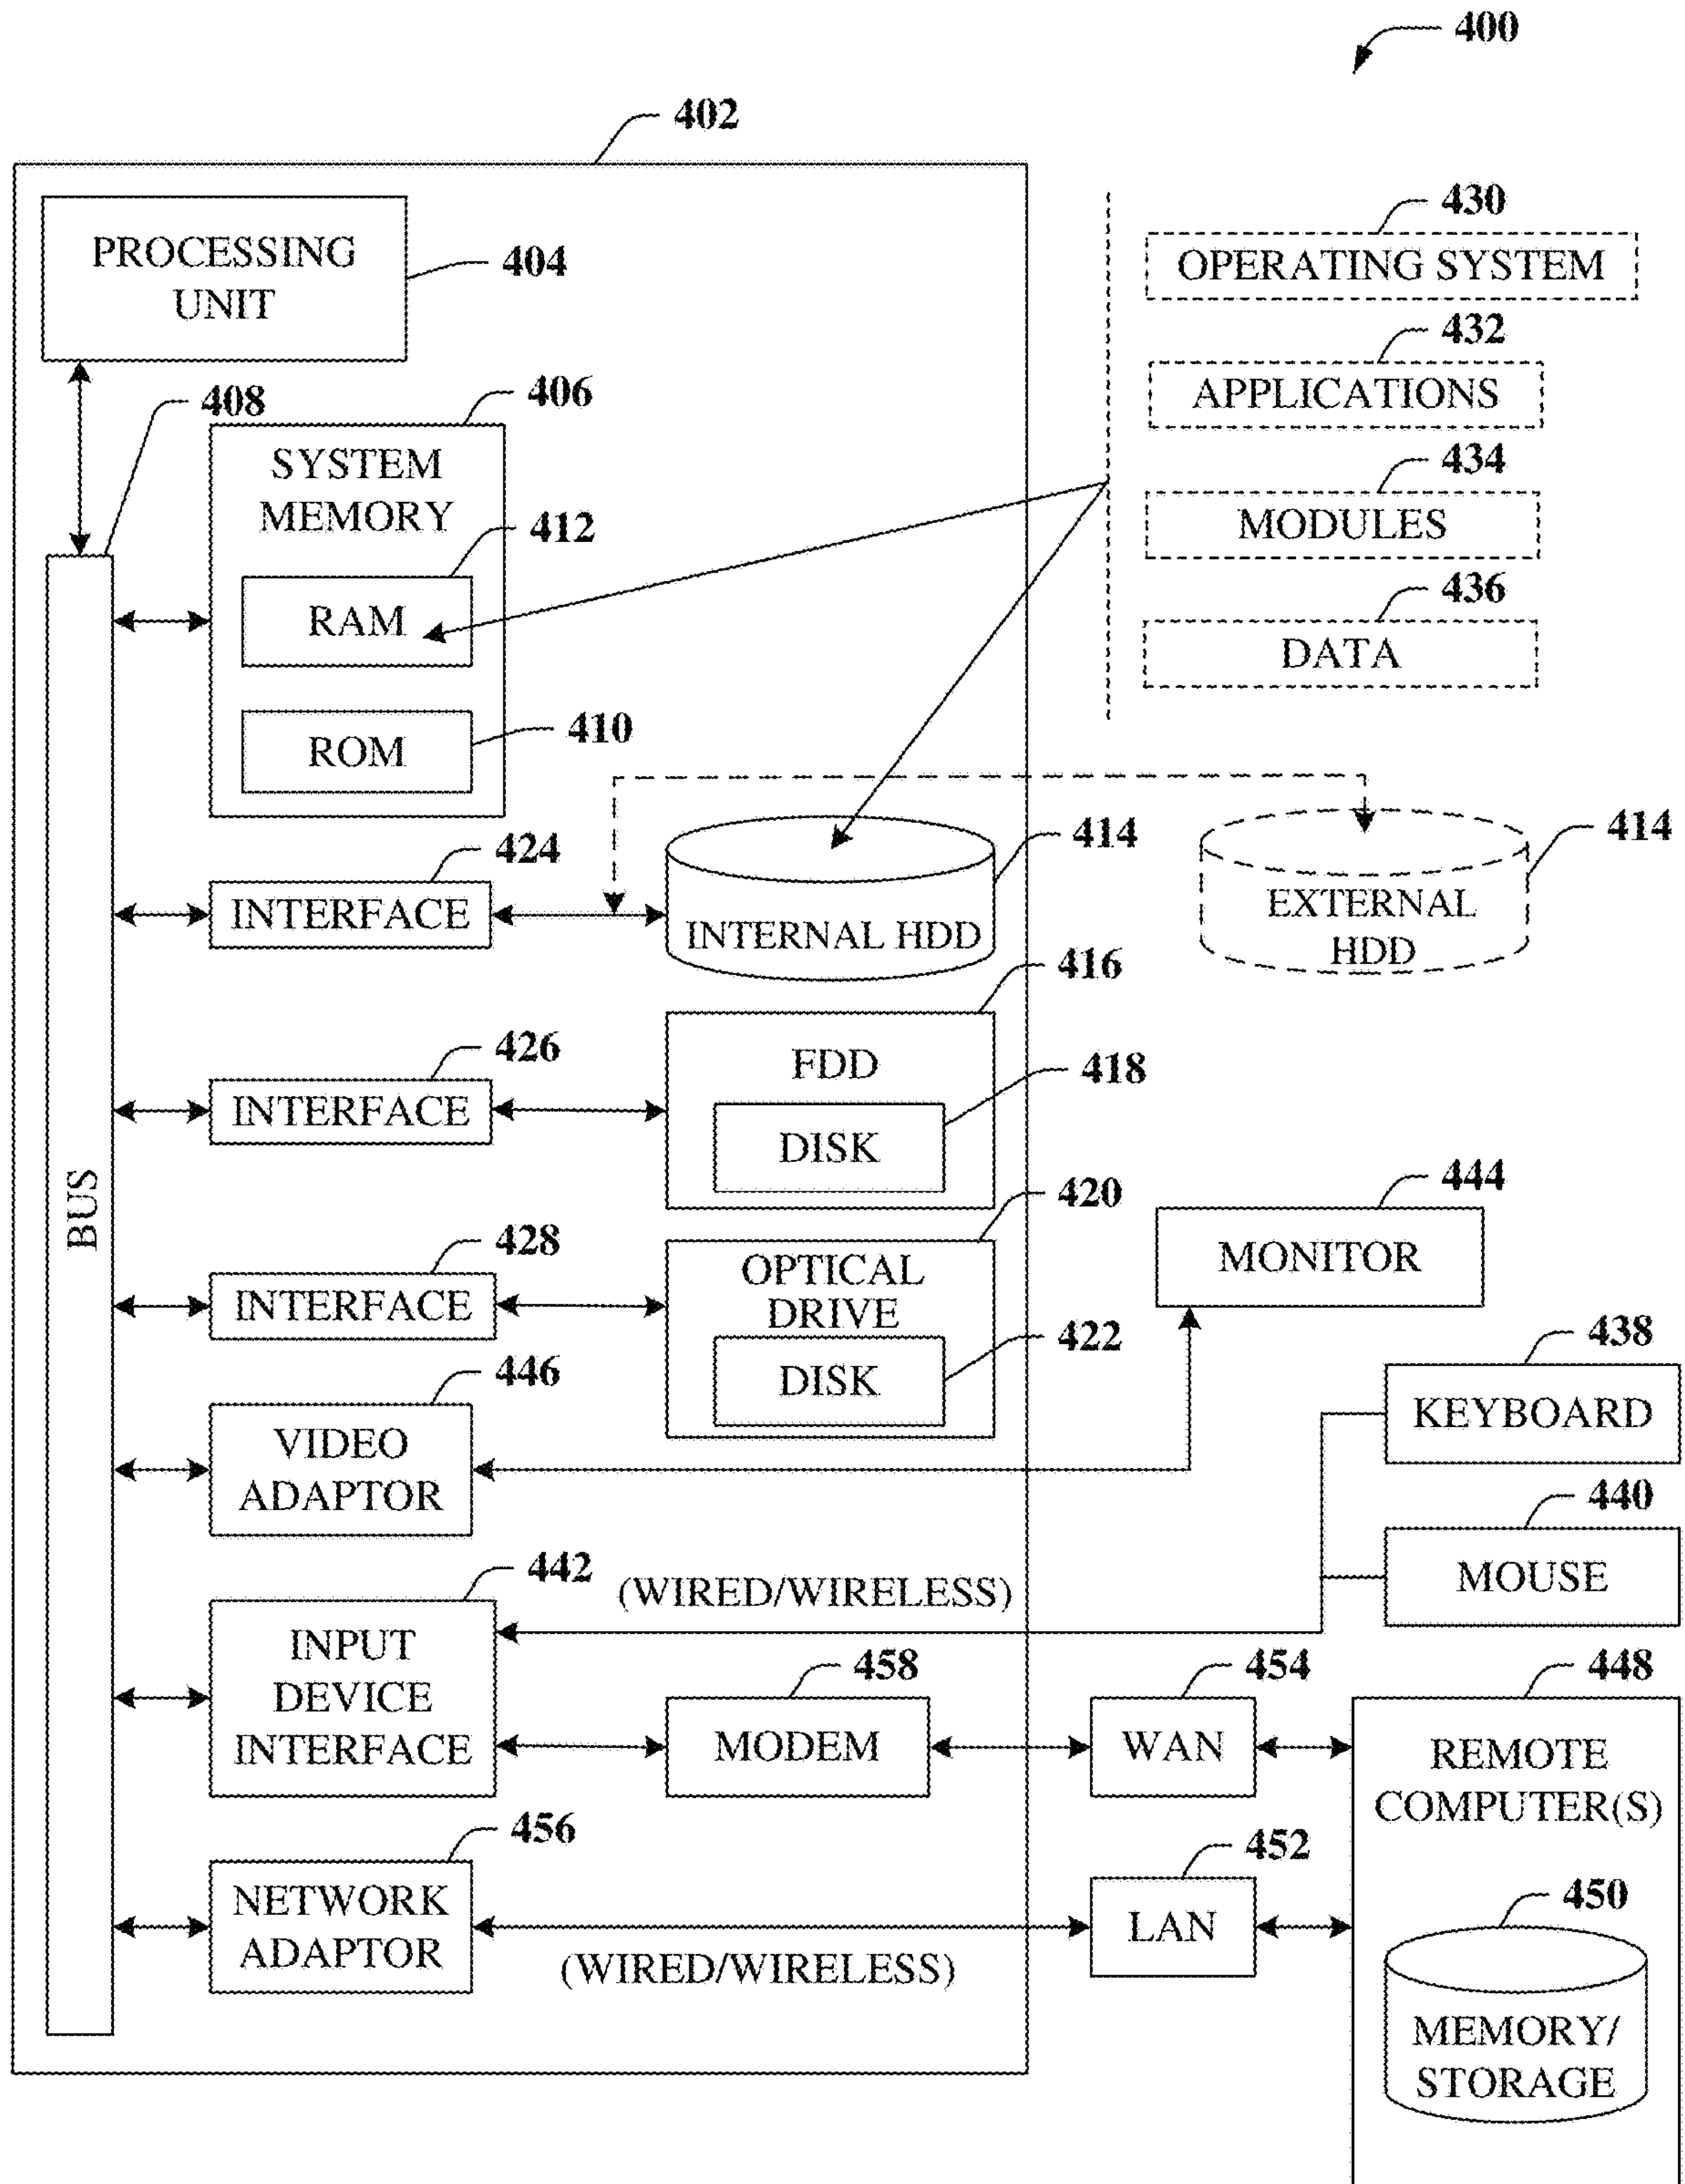 400
402
PROCESSING
UNIT
404
430
OPERATING SYSTEM
432
APPLICATIONS
434
MODULES
436
DATA
408
406
SYSTEM
MEMORY
412
RAM
410
ROM
BUS
424
INTERFACE
414
INTERNAL HDD
414
EXTERNAL
HDD
426
INTERFACE
416
FDD
418
DISK
428
INTERFACE
420
OPTICAL
DRIVE
422
DISK
444
MONITOR
446
VIDEO
ADAPTOR
438
KEYBOARD
440
MOUSE
442
(WIRED/WIRELESS)
INPUT
DEVICE
INTERFACE
458
MODEM
454
WAN
448
REMOTE
COMPUTER(S)
456
NETWORK
ADAPTOR
(WIRED/WIRELESS)
452
LAN
450
MEMORY/
STORAGE